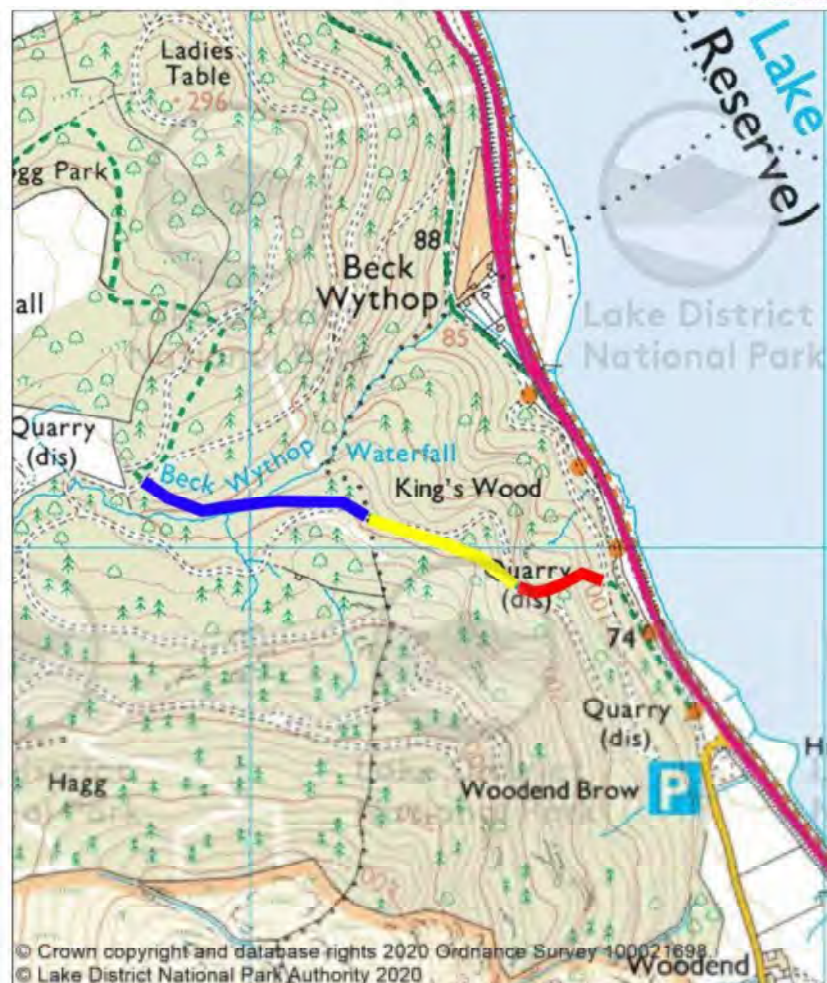 Ladies
Table
296
Lake
Reserve)
gg Park
88
Beck
Wythop
all
85
Lake District
National Park
Quarry
(dis)
Beck Wythop
Waterfall
King's Wood
Quarry
(dis)
74
Quarry
(dis)
Hagg
Woodend Brow
P
H
© Crown copyright and database rights 2020 Ordnance Survey 100021698.
© Lake District National Park Authority 2020
Woodend